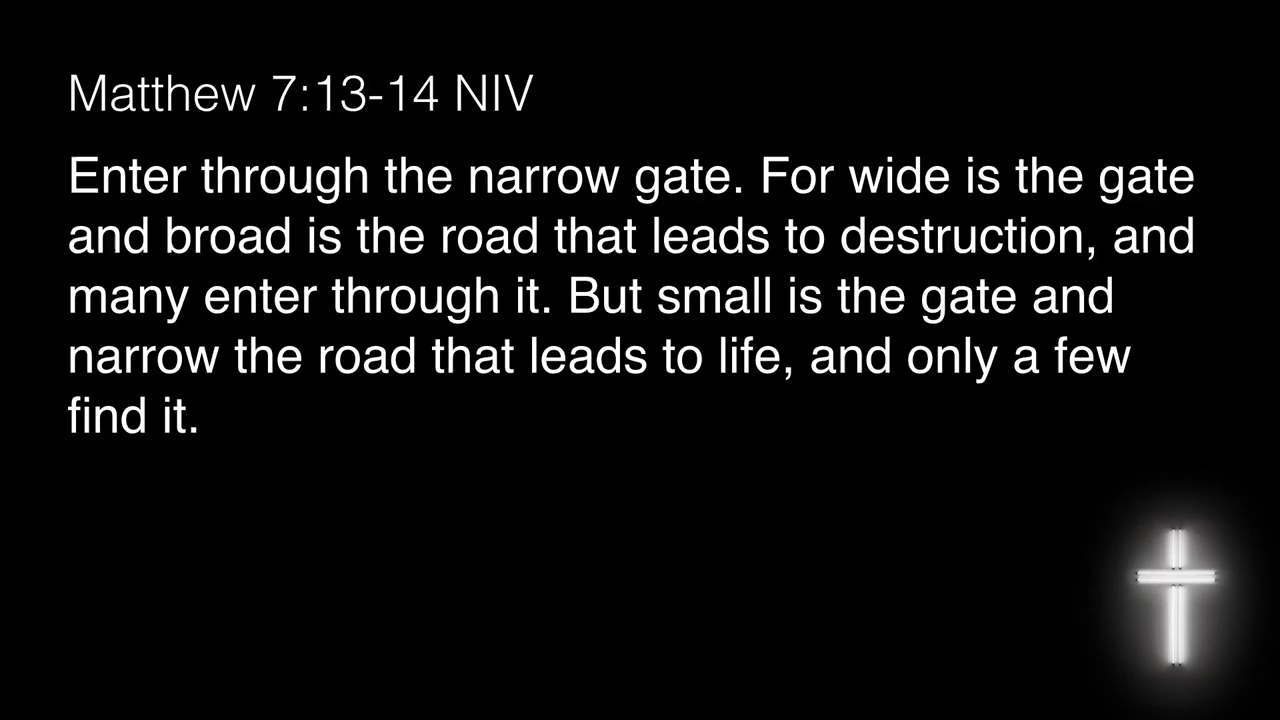 Matthew 7:13-14 NIV
Enter through the narrow gate. For wide is the gate
and broad is the road that leads to destruction, and
many enter through it. But small is the gate and
narrow the road that leads to life, and only a few
find it.